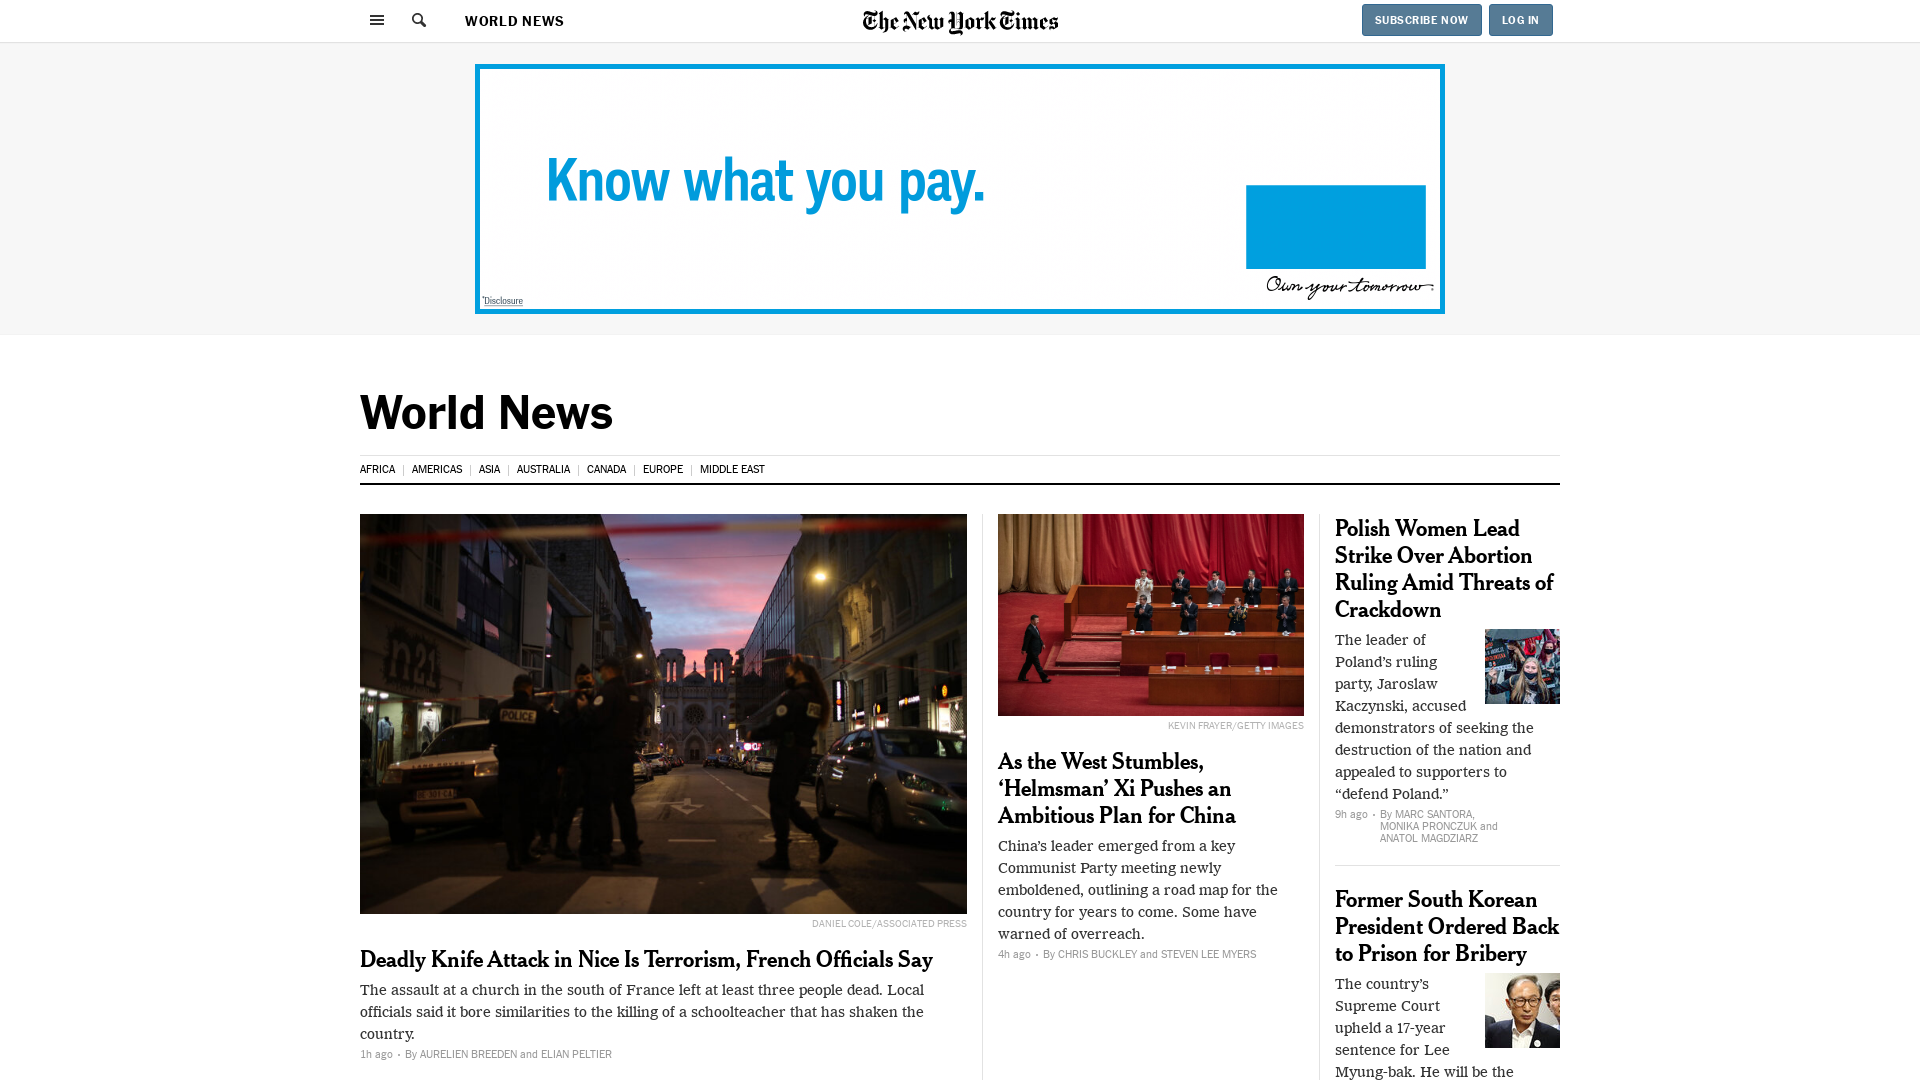 WORLD NEWS
The New York Times
SUBSCRIBE NOW
LOG IN
Know what you pay.
Own your tomorrow.
*Disclosure
World News
AFRICA
AMERICAS
ASIA
AUSTRALIA
CANADA
EUROPE
MIDDLE EAST
n21
POLICE
DANIEL COLE/ASSOCIATED PRESS
Deadly Knife Attack in Nice Is Terrorism, French Officials Say
The assault at a church in the south of France left at least three people dead. Local
officials said it bore similarities to the killing of a schoolteacher that has shaken the
country.
1h ago • By AURELIEN BREEDEN and ELIAN PELTIER
KEVIN FRAYER/GETTY IMAGES
As the West Stumbles,
‘Helmsman’ Xi Pushes an
Ambitious Plan for China
China’s leader emerged from a key
Communist Party meeting newly
emboldened, outlining a road map for the
country for years to come. Some have
warned of overreach.
4h ago • By CHRIS BUCKLEY and STEVEN LEE MYERS
Polish Women Lead
Strike Over Abortion
Ruling Amid Threats of
Crackdown
The leader of
Poland’s ruling
party, Jaroslaw
Kaczynski, accused
demonstrators of seeking the
destruction of the nation and
appealed to supporters to
“defend Poland.”
9h ago • By MARC SANTORA,
MONIKA PRONCZUK and
ANATOL MAGDZIARZ
Former South Korean
President Ordered Back
to Prison for Bribery
The country’s
Supreme Court
upheld a 17-year
sentence for Lee
Myung-bak. He will be the